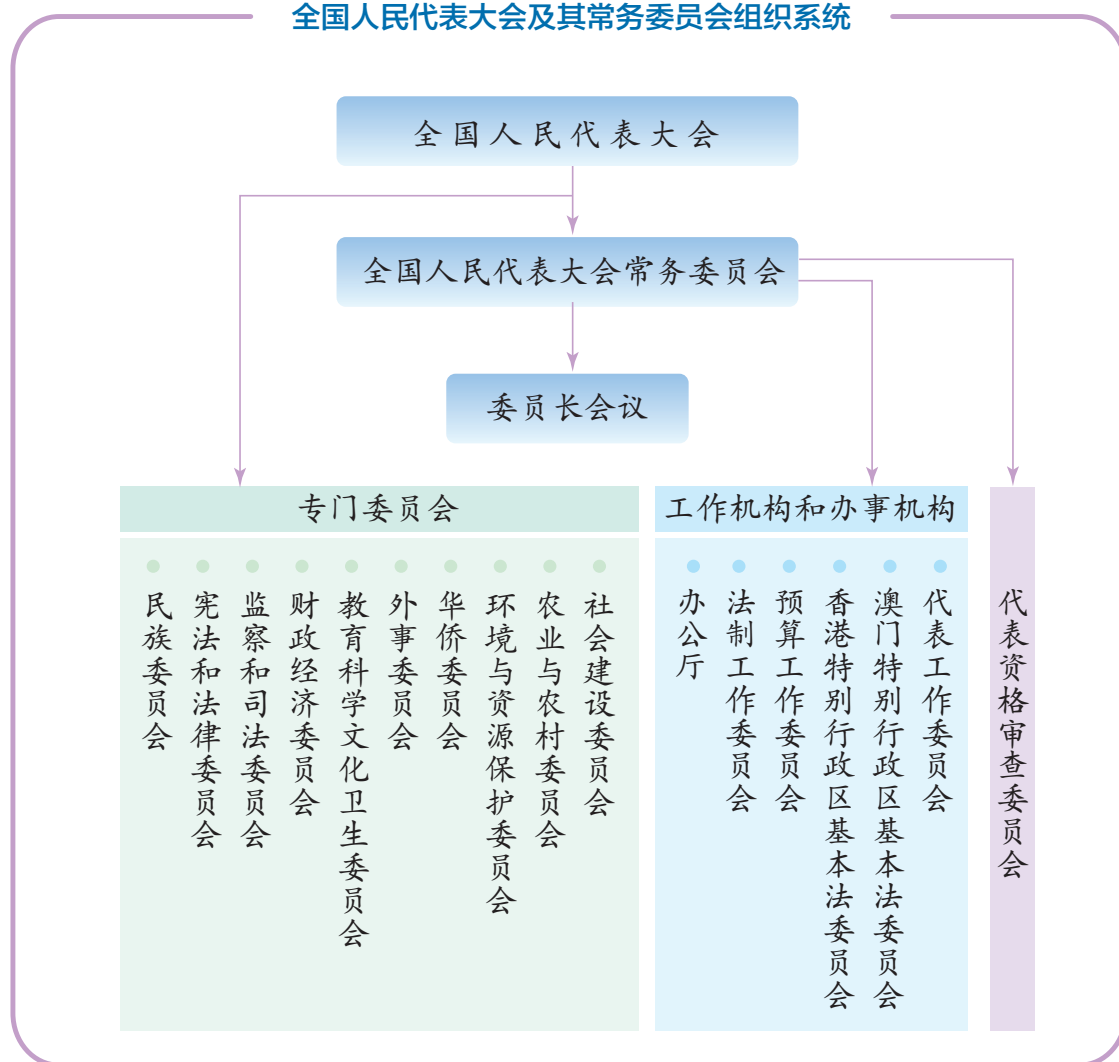 全国人民代表大会及其常务委员会组织系统
全国人民代表大会
全国人民代表大会常务委员会
委员长会议
专门委员会
民族委员会
宪法和法律委员会
监察和司法委员会
财政经济委员会
教育科学文化卫生委员会
外事委员会
华侨委员会
环境与资源保护委员会
农业与农村委员会
社会建设委员会
工作机构和办事机构
办公厅
法制工作委员会
预算工作委员会
香港特别行政区基本法委员会
澳门特别行政区基本法委员会
代表工作委员会
代表资格审查委员会